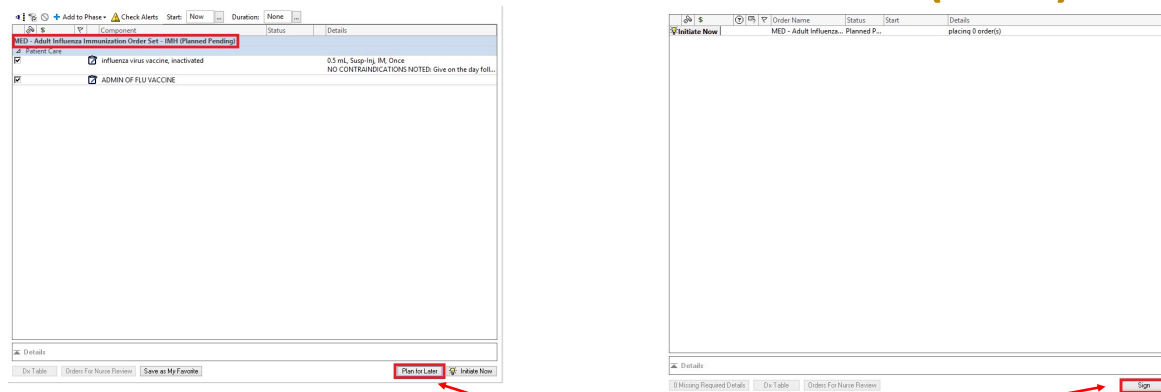 + Add to Phase Check Alerts Start: Now ... Duration: None ...
$ Component Status Details
MED - Adult Influenza Immunization Order Set - IMH (Planned Pending)
Patient Care
influenza virus vaccine, inactivated 0.5 mL, Susp-Inj, IM, Once
NO CONTRAINDICATIONS NOTED: Give on the day foll...
ADMIN OF FLU VACCINE
Details
Dx Table Orders For Nurse Review Save as My Favorite Plan for Later Initiate Now
$ Order Name Status Start Details
Initiate Now MED - Adult Influenza... Planned P... placing 0 order(s)
Details
0 Missing Required Details Dx Table Orders For Nurse Review Sign